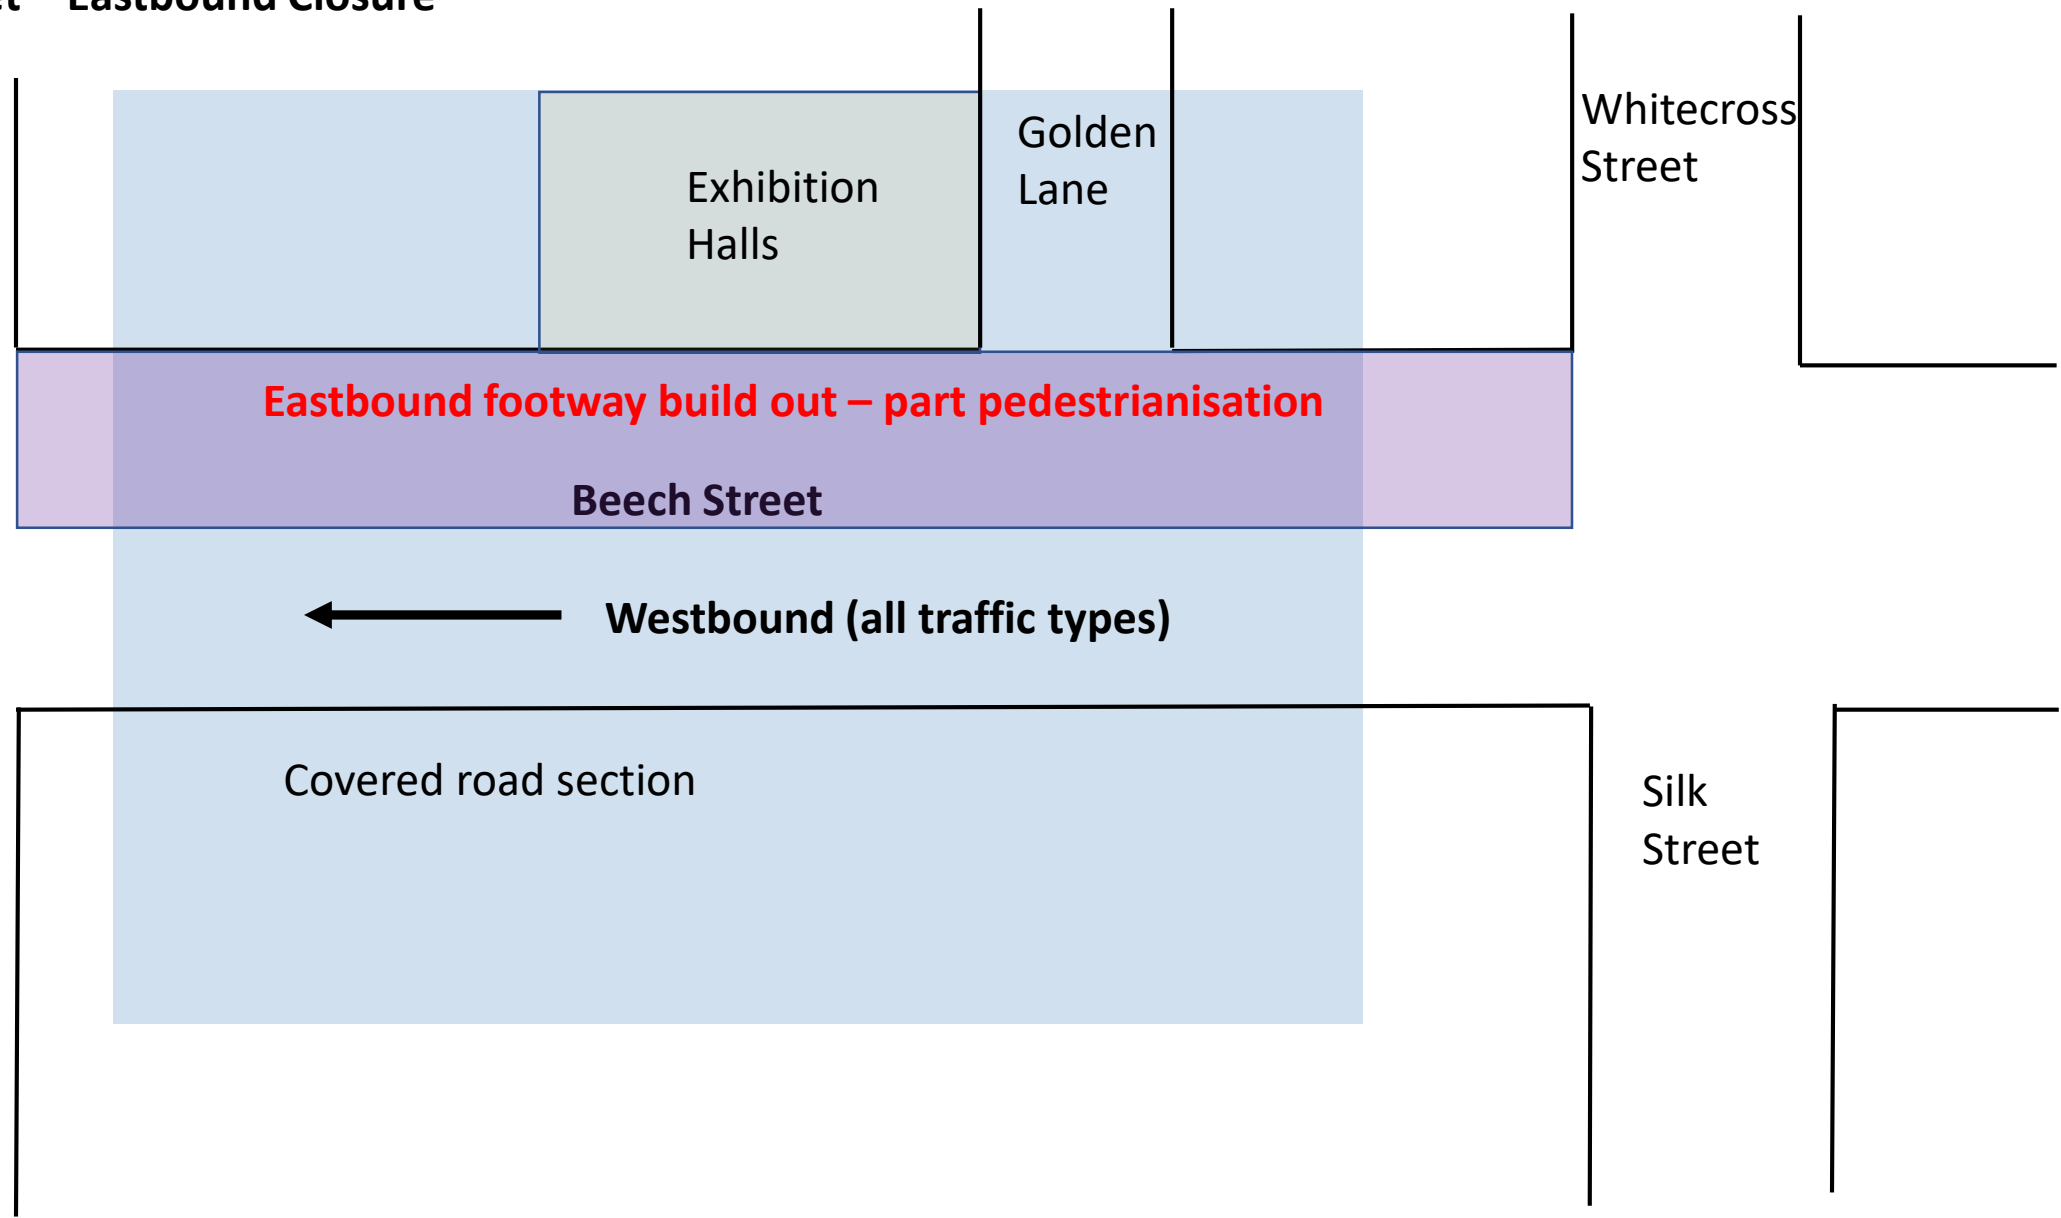 Eastbound Closure
Whitecross
Street
Golden
Lane
Exhibition
Halls
Eastbound footway build out – part pedestrianisation
Beech Street
Westbound (all traffic types)
Covered road section
Silk
Street